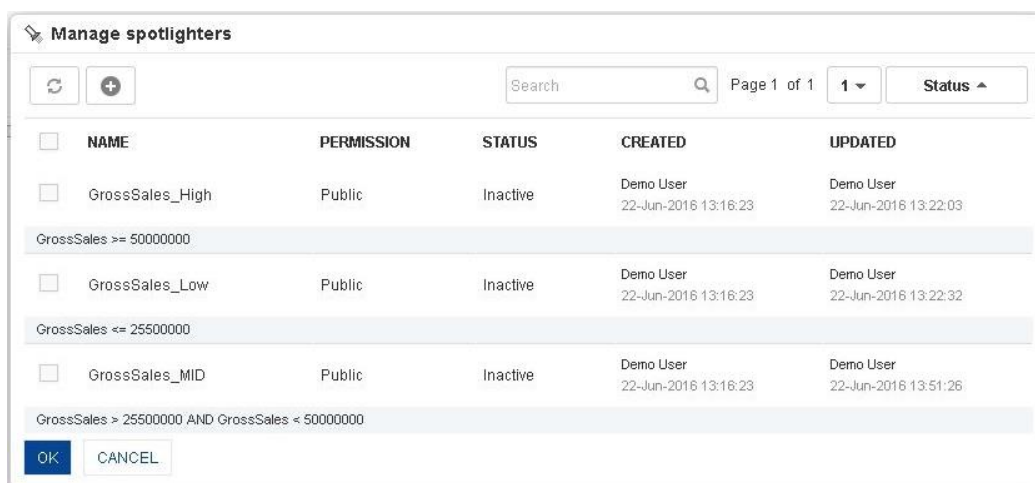 Manage spotlighters
Search Page 1 of 1 1 Status
NAME PERMISSION STATUS CREATED UPDATED
GrossSales_High Public Inactive Demo User Demo User
22-Jun-2016 13:16:23 22-Jun-2016 13:22:03
GrossSales >= 50000000
GrossSales_Low Public Inactive Demo User Demo User
22-Jun-2016 13:16:23 22-Jun-2016 13:22:32
GrossSales <= 25500000
GrossSales_MID Public Inactive Demo User Demo User
22-Jun-2016 13:16:23 22-Jun-2016 13:51:26
GrossSales > 25500000 AND GrossSales < 50000000
OK CANCEL